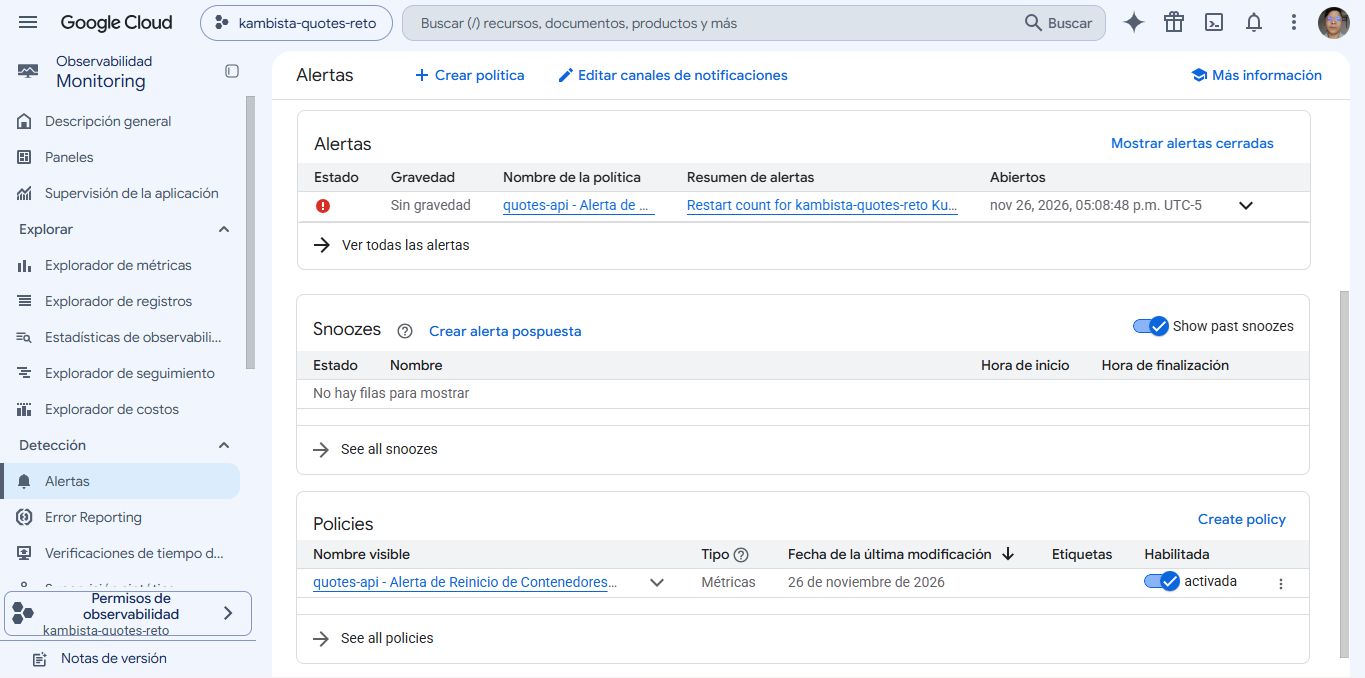 Google Cloud
kambista-quotes-reto
Buscar (/) recursos, documentos, productos y más
Buscar
Observabilidad
Monitoring
Descripción general
Paneles
Supervisión de la aplicación
Explorar
Explorador de métricas
Explorador de registros
Estadísticas de observabili...
Explorador de seguimiento
Explorador de costos
Detección
Alertas
Error Reporting
Verificaciones de tiempo d...
Permisos de
observabilidad
kambista-quotes-reto
Notas de versión
Alertas
Crear política
Editar canales de notificaciones
Más información
Alertas
Mostrar alertas cerradas
Estado Gravedad Nombre de la política Resumen de alertas Abiertos
Sin gravedad quotes-api - Alerta de ... Restart count for kambista-quotes-reto Ku... nov 26, 2026, 05:08:48 p.m. UTC-5
Ver todas las alertas
Snoozes
Crear alerta pospuesta
Show past snoozes
Estado Nombre Hora de inicio Hora de finalización
No hay filas para mostrar
See all snoozes
Policies
Create policy
Nombre visible Tipo Fecha de la última modificación Etiquetas Habilitada
quotes-api - Alerta de Reinicio de Contenedores... Métricas 26 de noviembre de 2026 activada
See all policies